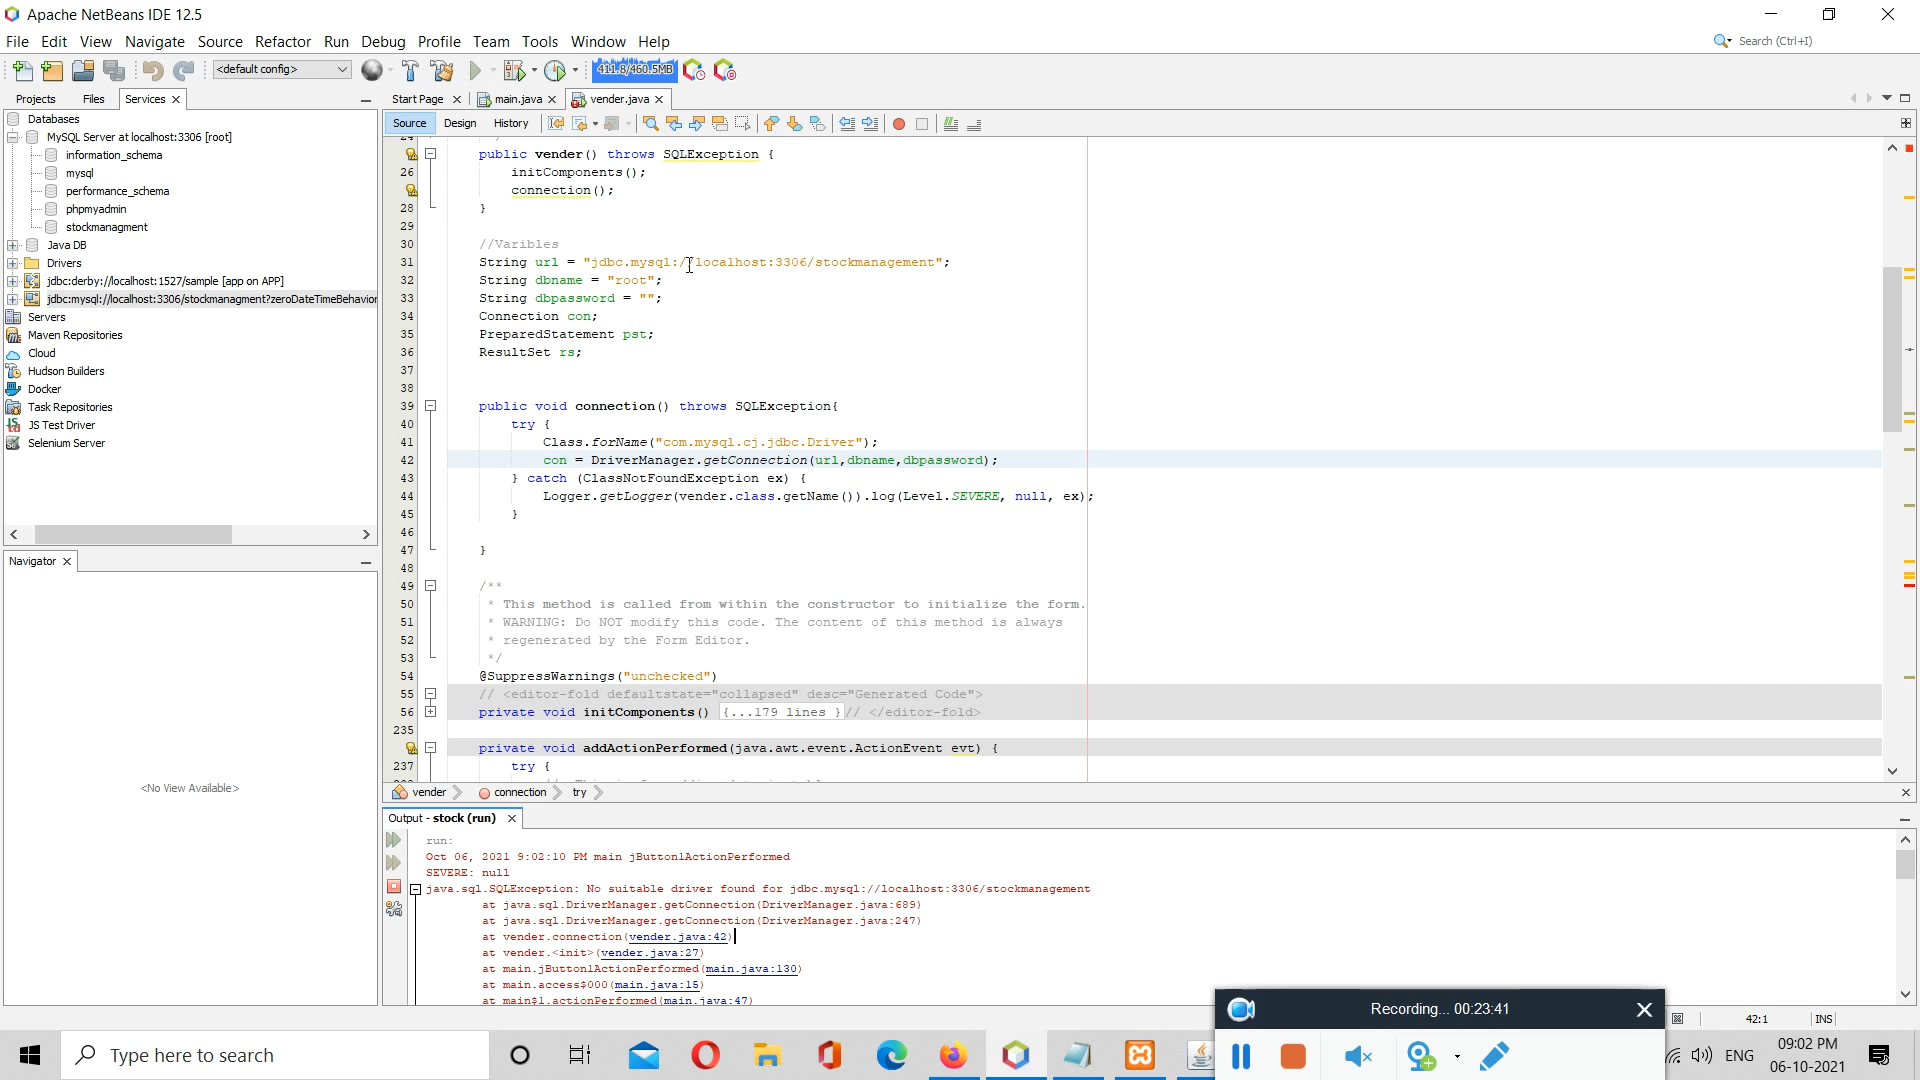 Apache NetBeans IDE 12.5
File Edit View Navigate Source Refactor Run Debug Profile Team Tools Window Help
Search (Ctrl+I)
<default config>
411.8/460.5MB
Projects Files Services
Start Page main.java vender.java
Source Design History
Databases
MySQL Server at localhost:3306 [root]
information_schema
mysql
performance_schema
phpmyadmin
stockmanagment
Java DB
Drivers
jdbc:derby://localhost:1527/sample [app on APP]
jdbc:mysql://localhost:3306/stockmanagment?zeroDateTimeBehavior
Servers
Maven Repositories
Cloud
Hudson Builders
Docker
Task Repositories
JS Test Driver
Selenium Server
Navigator
<No View Available>
24
public vender() throws SQLException {
26 initComponents();
connection();
28 }
29
30 //Varibles
31 String url = "jdbc.mysql://localhost:3306/stockmanagement";
32 String dbname = "root";
33 String dbpassword = "";
34 Connection con;
35 PreparedStatement pst;
36 ResultSet rs;
37
38
39 public void connection() throws SQLException{
40 try {
41 Class.forName("com.mysql.cj.jdbc.Driver");
42 con = DriverManager.getConnection(url,dbname,dbpassword);
43 } catch (ClassNotFoundException ex) {
44 Logger.getLogger(vender.class.getName()).log(Level.SEVERE, null, ex);
45 }
46
47 }
48
49 /**
50 * This method is called from within the constructor to initialize the form.
51 * WARNING: Do NOT modify this code. The content of this method is always
52 * regenerated by the Form Editor.
53 */
54 @SuppressWarnings("unchecked")
55 // <editor-fold defaultstate="collapsed" desc="Generated Code">
56 private void initComponents() {...179 lines }// </editor-fold>
235
private void addActionPerformed(java.awt.event.ActionEvent evt) {
237 try {
vender connection try
Output - stock (run)
run:
Oct 06, 2021 9:02:10 PM main jButton1ActionPerformed
SEVERE: null
java.sql.SQLException: No suitable driver found for jdbc.mysql://localhost:3306/stockmanagement
at java.sql.DriverManager.getConnection(DriverManager.java:689)
at java.sql.DriverManager.getConnection(DriverManager.java:247)
at vender.connection(vender.java:42)
at vender.<init>(vender.java:27)
at main.jButton1ActionPerformed(main.java:130)
at main.access$000(main.java:15)
at main$1.actionPerformed(main.java:47)
Recording... 00:23:41
42:1 INS
Type here to search
ENG
09:02 PM
06-10-2021